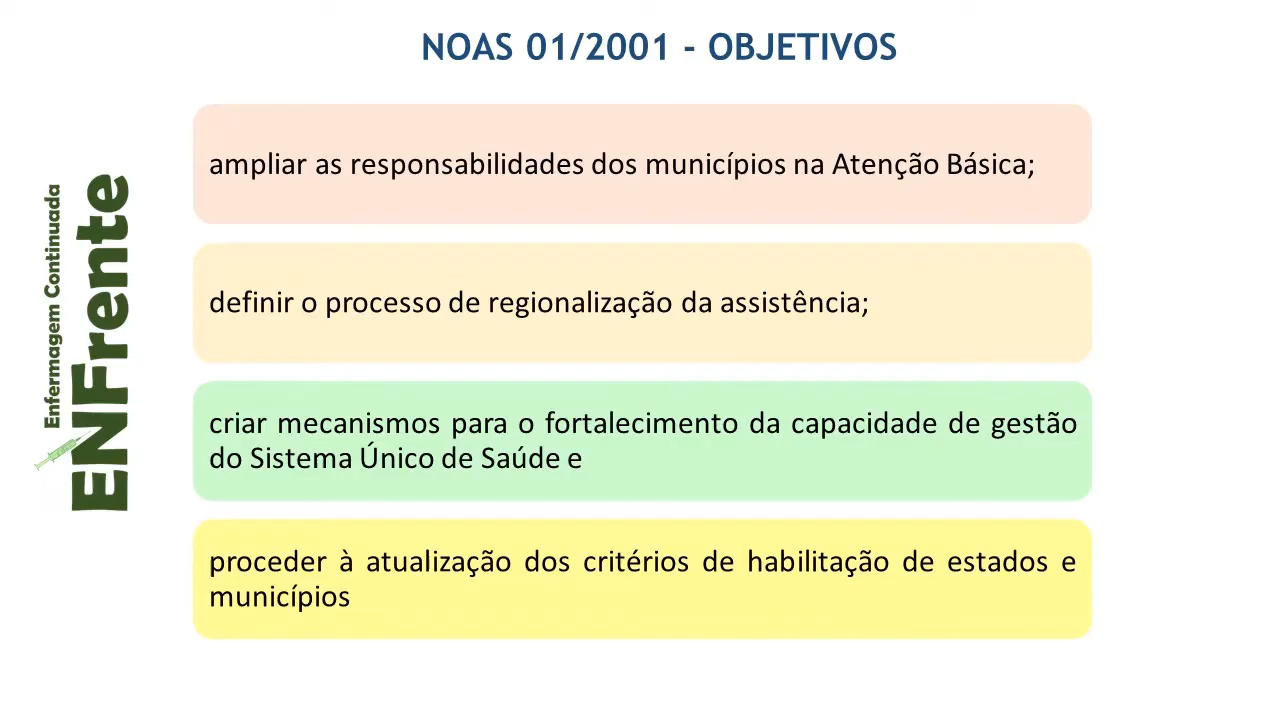 NOAS 01/2001 - OBJETIVOS
ampliar as responsabilidades dos municípios na Atenção Básica;
definir o processo de regionalização da assistência;
criar mecanismos para o fortalecimento da capacidade de gestão
do Sistema Único de Saúde e
proceder à atualização dos critérios de habilitação de estados e
municípios
Enfermagem Continuada
ENFrente